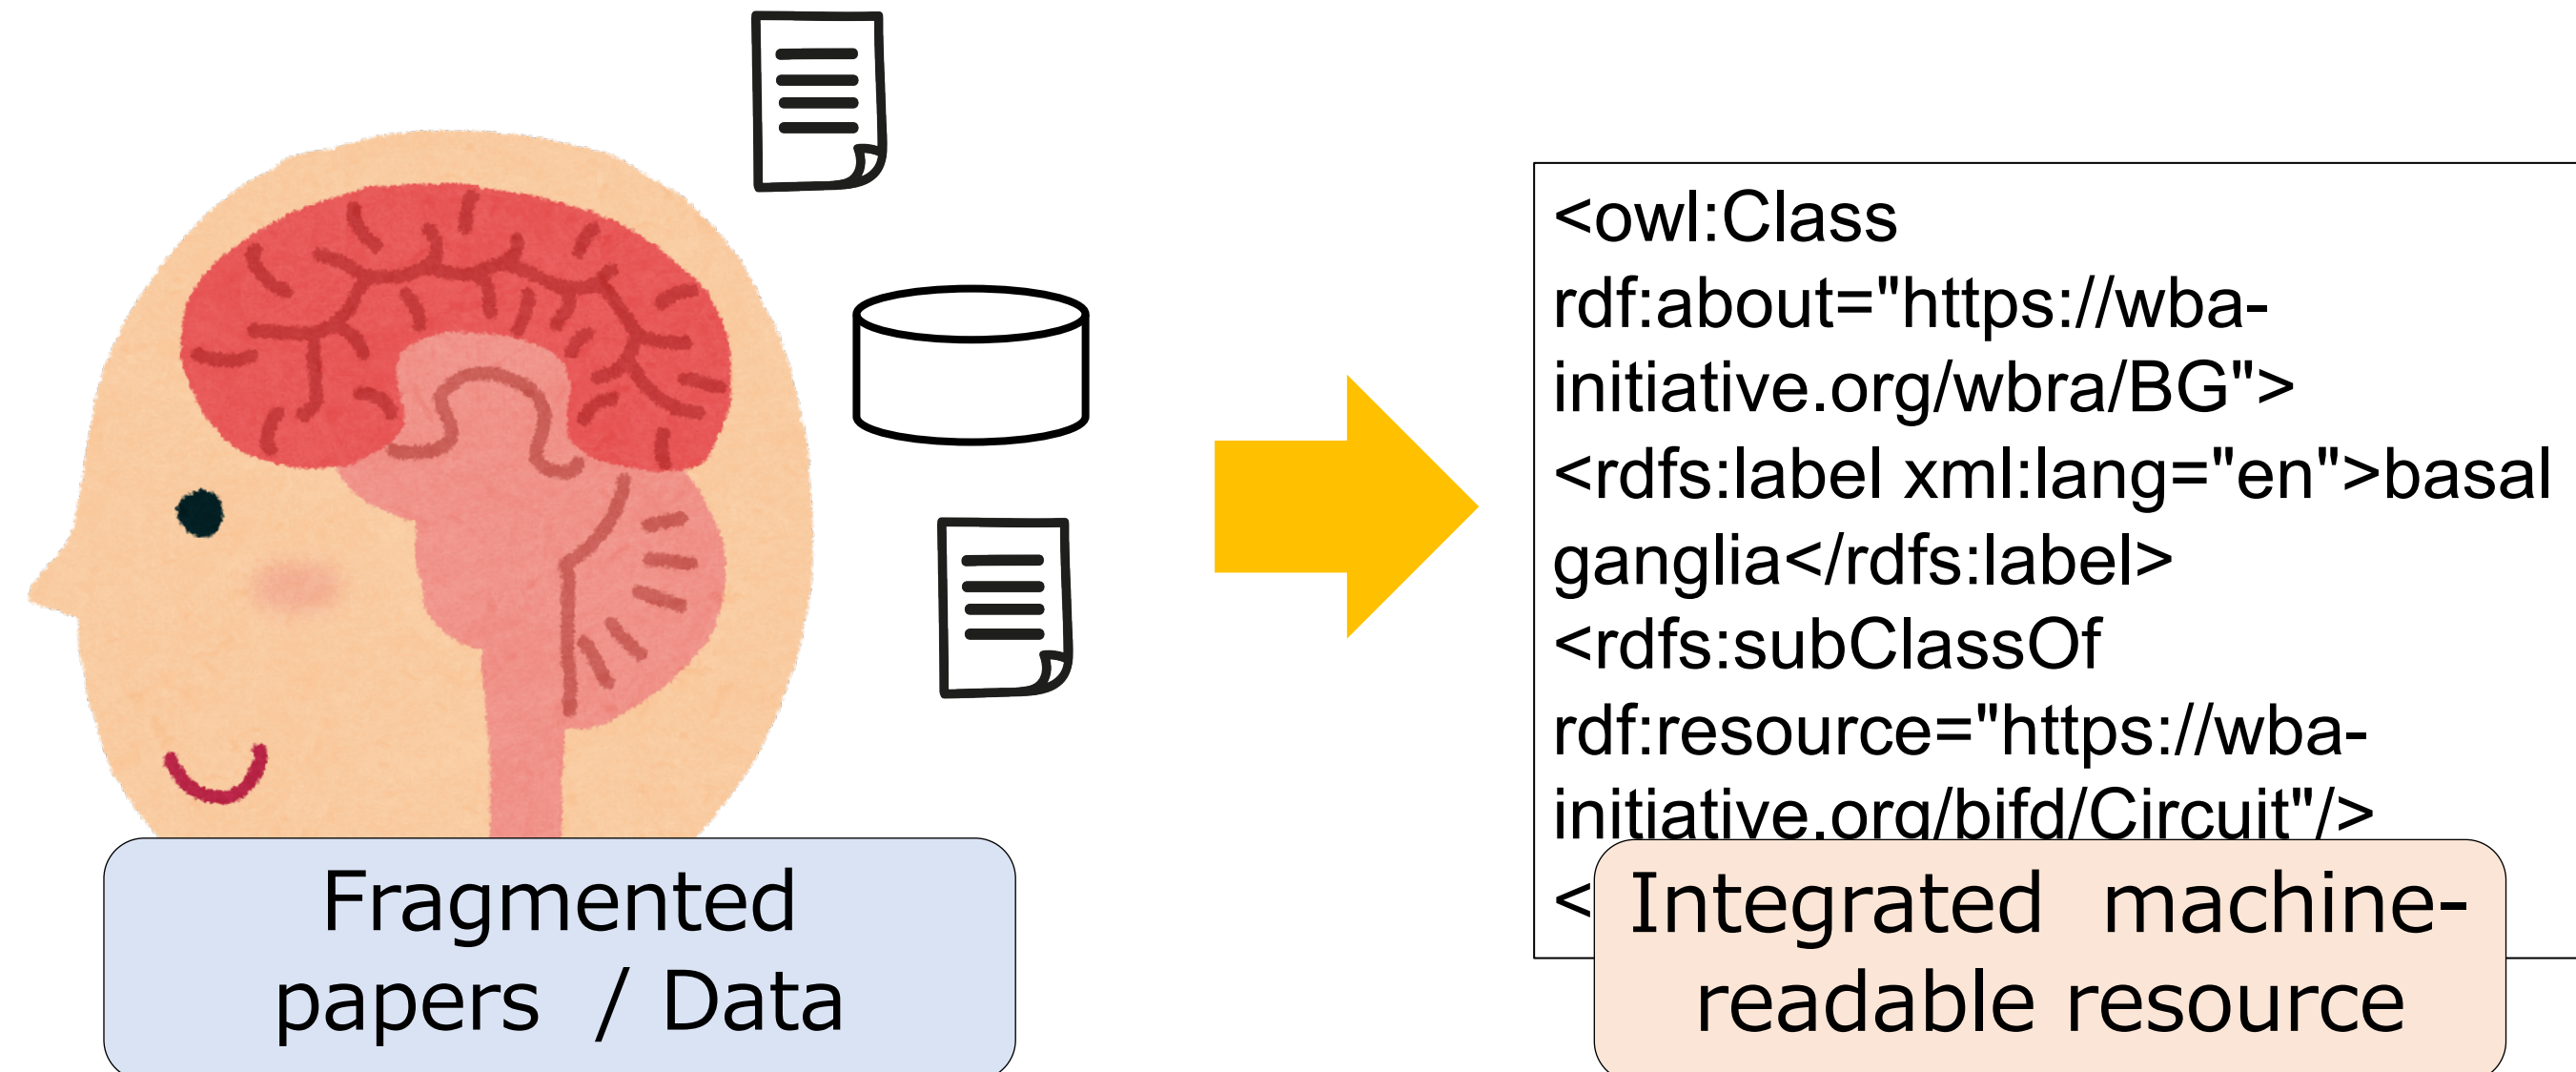 <owl:Class
rdf:about="https://wba-
initiative.org/wbra/BG">
<rdfs:label xml:lang="en">basal
ganglia</rdfs:label>
<rdfs:subClassOf
rdf:resource="https://wba-
initiative.org/bifd/Circuit"/>
<
Fragmented
papers / Data
Integrated machine-
readable resource